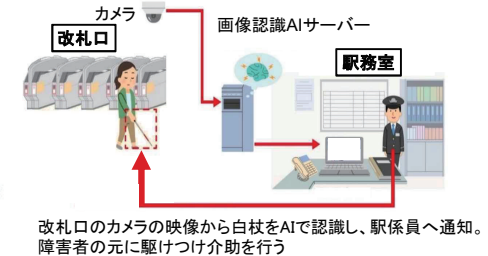 カメラ
改札口
画像認識AIサーバー
駅務室
改札口のカメラの映像から白杖をAIで認識し、駅係員へ通知。
障害者の元に駆けつけ介助を行う